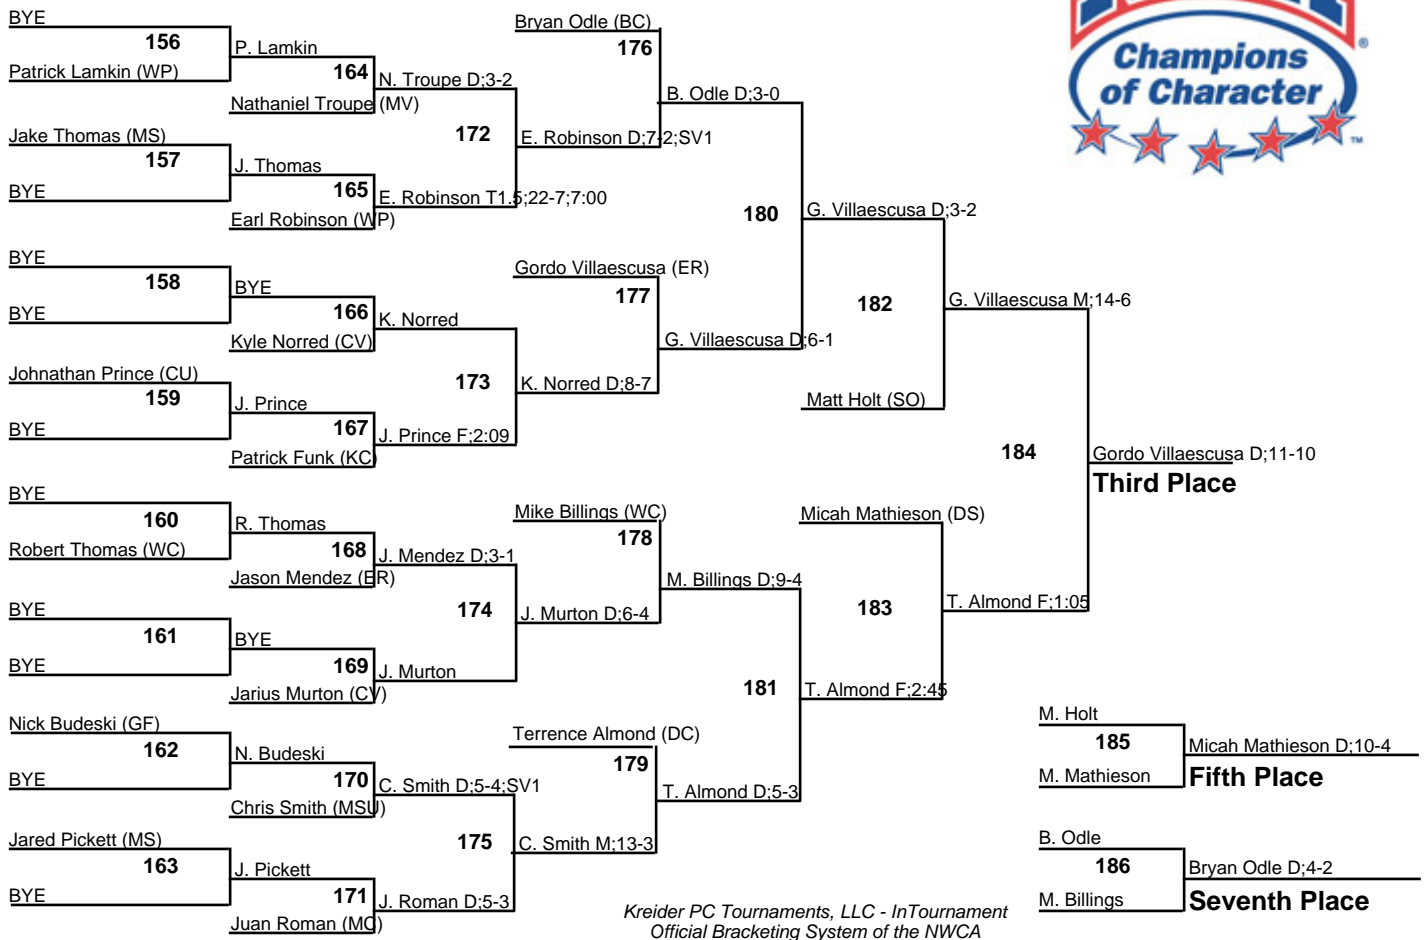 BYE
156
Patrick Lamkin (WP)
P. Lamkin
164
Nathaniel Troupe (MV)
N. Troupe D;3-2
172
Jake Thomas (MS)
157
BYE
J. Thomas
165
Earl Robinson (WP)
E. Robinson T1.5;22-7;7:00
Bryan Odle (BC)
176
E. Robinson D;7-2;SV1
B. Odle D;3-0
180
BYE
158
BYE
BYE
166
Kyle Norred (CV)
K. Norred
173
Johnathan Prince (CU)
159
BYE
J. Prince
167
Patrick Funk (KC)
J. Prince F;2:09
Gordo Villaescusa (ER)
177
K. Norred D;8-7
G. Villaescusa D;6-1
G. Villaescusa D;3-2
182
Matt Holt (SO)
G. Villaescusa M;14-6
184
Gordo Villaescusa D;11-10
Third Place
BYE
160
Robert Thomas (WC)
R. Thomas
168
Jason Mendez (ER)
J. Mendez D;3-1
174
BYE
161
BYE
BYE
169
Jarius Murton (CV)
J. Murton
Mike Billings (WC)
178
J. Murton D;6-4
M. Billings D;9-4
181
Micah Mathieson (DS)
183
T. Almond F;1:05
T. Almond F;2:45
Nick Budeski (GF)
162
BYE
N. Budeski
170
Chris Smith (MSU)
C. Smith D;5-4;SV1
175
Jared Pickett (MS)
163
BYE
J. Pickett
171
Juan Roman (MC)
J. Roman D;5-3
Terrence Almond (DC)
179
C. Smith M;13-3
T. Almond D;5-3
M. Holt
185
M. Mathieson
Micah Mathieson D;10-4
Fifth Place
B. Odle
186
M. Billings
Bryan Odle D;4-2
Seventh Place
Kreider PC Tournaments, LLC - InTournament
Official Bracketing System of the NWCA
Champions
of Character
®
™